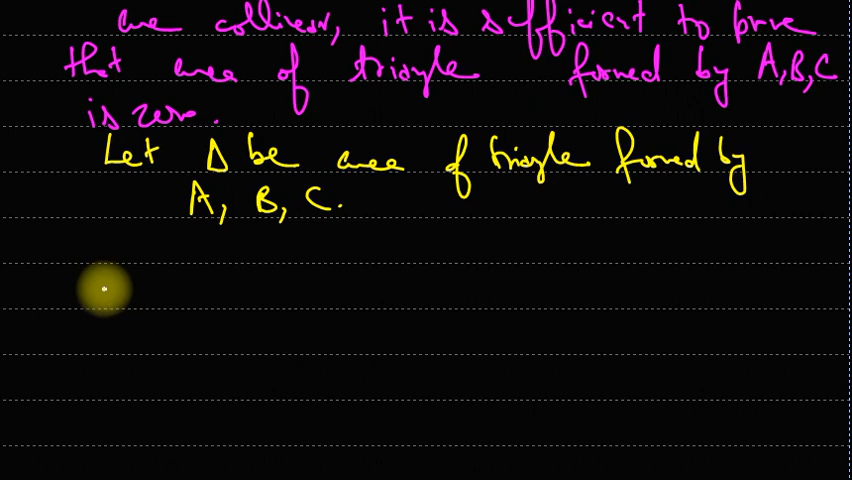 are collinear, it is sufficient to prove
that area of triangle formed by A,B,C
is zero.
Let Δ be area of triangle formed by
A, B, C.